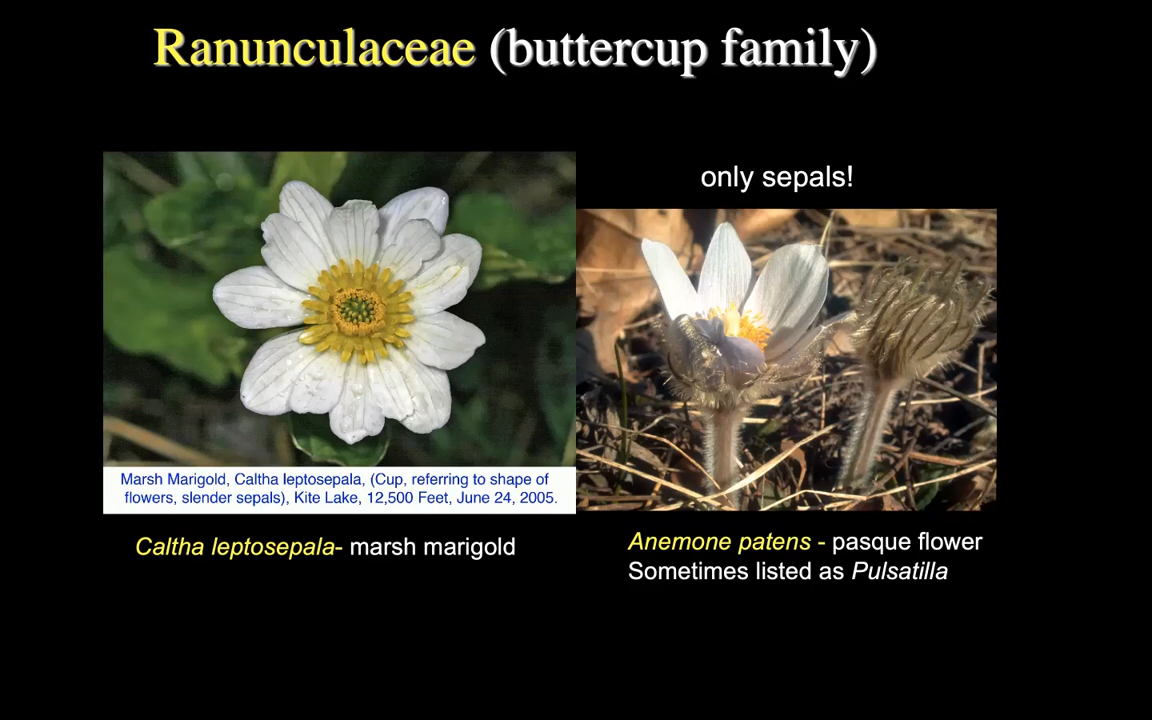 Ranunculaceae (buttercup family)
only sepals!
Marsh Marigold, Caltha leptosepala, (Cup, referring to shape of
flowers, slender sepals), Kite Lake, 12,500 Feet, June 24, 2005.
Caltha leptosepala- marsh marigold
Anemone patens - pasque flower
Sometimes listed as Pulsatilla